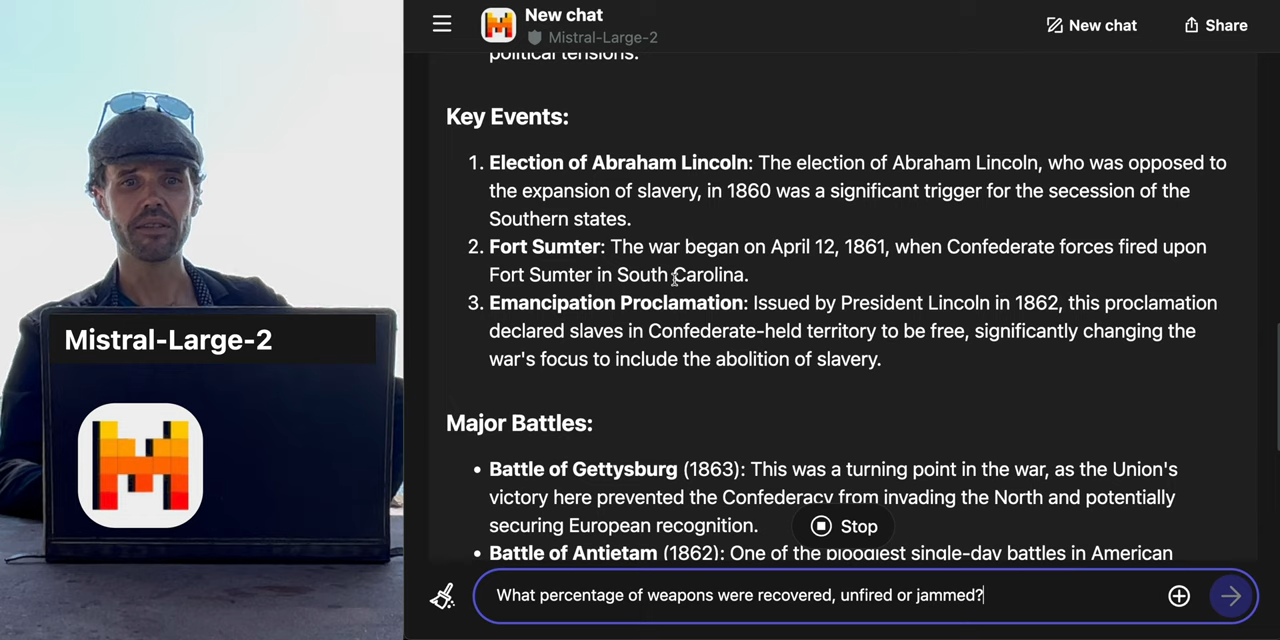 New chat
Mistral-Large-2
New chat
Share
political tensions.
Key Events:
1. Election of Abraham Lincoln: The election of Abraham Lincoln, who was opposed to
the expansion of slavery, in 1860 was a significant trigger for the secession of the
Southern states.
2. Fort Sumter: The war began on April 12, 1861, when Confederate forces fired upon
Fort Sumter in South Carolina.
3. Emancipation Proclamation: Issued by President Lincoln in 1862, this proclamation
declared slaves in Confederate-held territory to be free, significantly changing the
war's focus to include the abolition of slavery.
Major Battles:
• Battle of Gettysburg (1863): This was a turning point in the war, as the Union's
victory here prevented the Confederacy from invading the North and potentially
securing European recognition.
Stop
• Battle of Antietam (1862): One of the bloodiest single-day battles in American
What percentage of weapons were recovered, unfired or jammed?
Mistral-Large-2